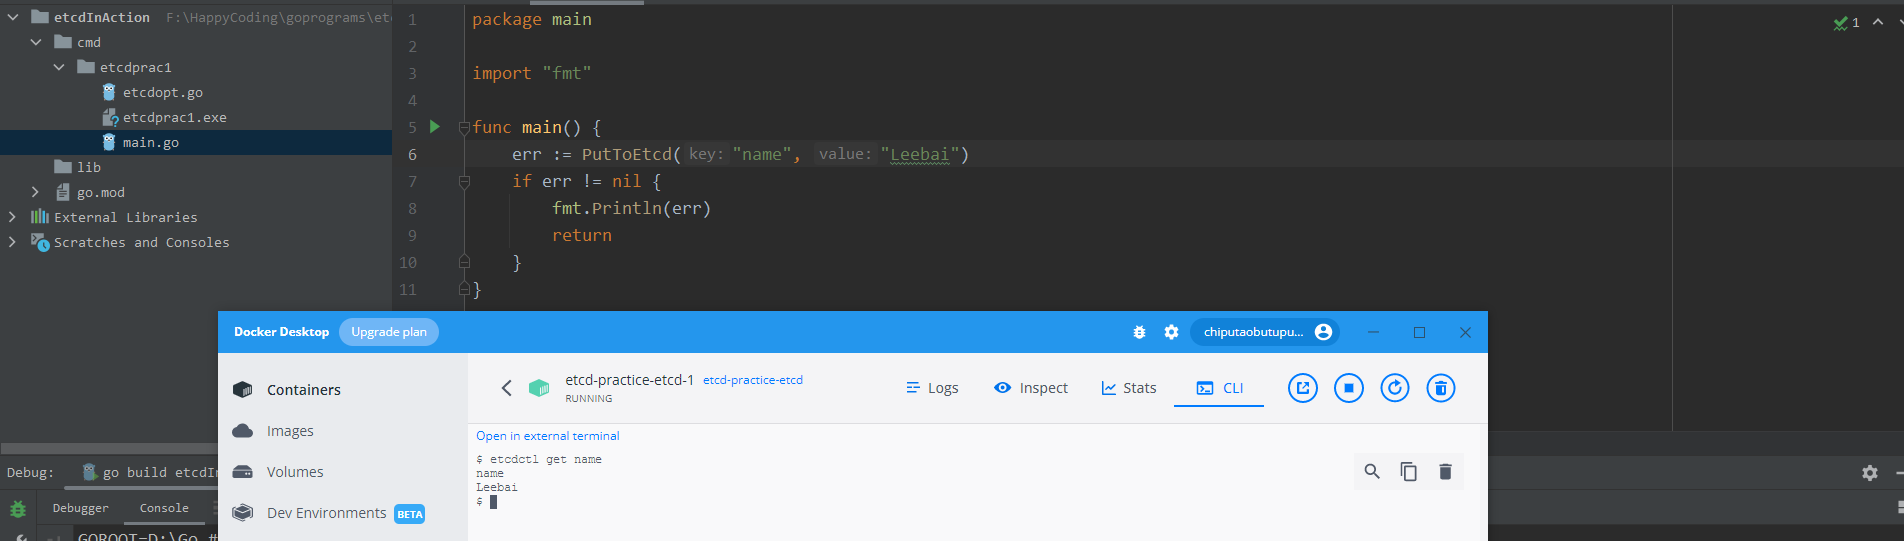 etcdInAction F:\HappyCoding\goprograms\etc
cmd
etcdprac1
etcdopt.go
etcdprac1.exe
main.go
lib
go.mod
External Libraries
Scratches and Consoles
1 package main
2
3 import "fmt"
4
5 func main() {
6 err := PutToEtcd( key: "name", value: "Leebai")
7 if err != nil {
8 fmt.Println(err)
9 return
10 }
11 }
1
Docker Desktop Upgrade plan chiputaobutupu...
Containers
Images
Volumes
Dev Environments BETA
etcd-practice-etcd-1 etcd-practice-etcd
RUNNING
Logs Inspect Stats CLI
Open in external terminal
$ etcdctl get name
name
Leebai
$
Debug: go build etcdIn
Debugger Console
GOROOT=D:\Go #